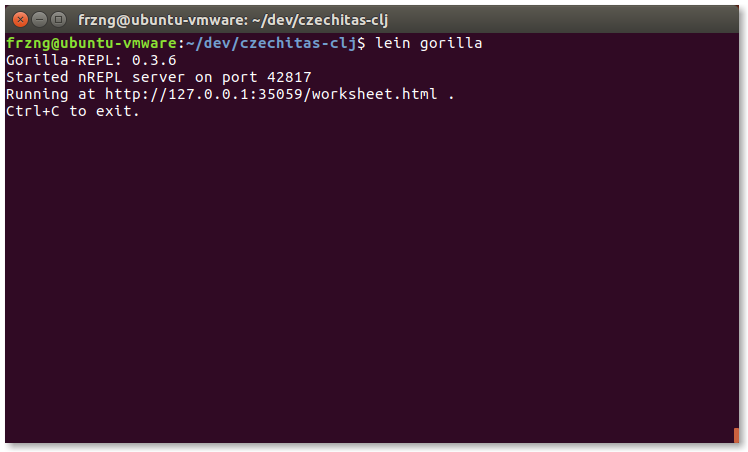 frzng@ubuntu-vmware: ~/dev/czechitas-clj
frzng@ubuntu-vmware:~/dev/czechitas-clj$ lein gorilla
Gorilla-REPL: 0.3.6
Started nREPL server on port 42817
Running at http://127.0.0.1:35059/worksheet.html .
Ctrl+C to exit.